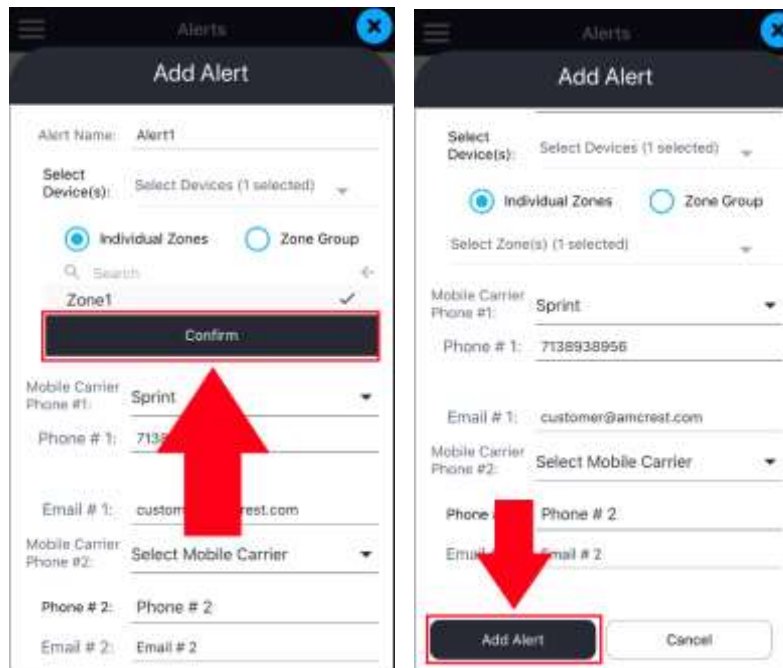 Alerts
Add Alert
Alert Name: Alert1
Select
Device(s): Select Devices (1 selected)
Individual Zones Zone Group
Search
Zone1
Confirm
Mobile Carrier
Phone #1: Sprint
Phone # 1:
Email # 1:
Mobile Carrier
Phone #2: Select Mobile Carrier
Phone # 2: Phone # 2
Email # 2: Email # 2
Alerts
Add Alert
Select
Device(s): Select Devices (1 selected)
Individual Zones Zone Group
Select Zone(s) (1 selected)
Mobile Carrier
Phone #1: Sprint
Phone # 1: 7138938956
Email # 1: customer@amcrest.com
Mobile Carrier
Phone #2: Select Mobile Carrier
Phone # 2
Email # 2
Add Alert Cancel